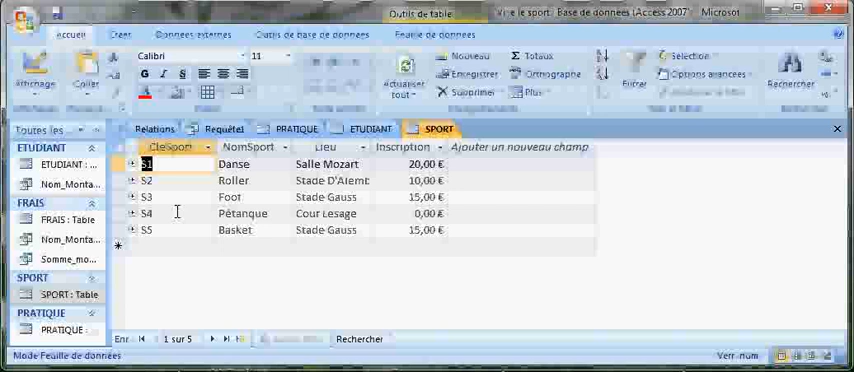 Outils de table
Vive le sport : Base de données (Access 2007) Microsof
Accueil Créer Données externes Outils de base de données Feuille de données
Affichage
Coller
Calibri 11
G I S
A
Actualiser tout
Nouveau
Enregistrer
Supprimer
Σ Totaux
Orthographe
Plus
Filtrer
Sélection
Options avancées
Rechercher
Toutes les ...
Relations Requête1 PRATIQUE ETUDIANT SPORT
ETUDIANT
ETUDIANT : ...
Nom_Monta...
FRAIS
FRAIS : Table
Nom_Monta...
Somme_mo...
SPORT
SPORT : Table
PRATIQUE
PRATIQUE :
CleSport NomSport Lieu Inscription Ajouter un nouveau champ
S1 Danse Salle Mozart 20,00 €
S2 Roller Stade D'Alemb 10,00 €
S3 Foot Stade Gauss 15,00 €
S4 Pétanque Cour Lesage 0,00 €
S5 Basket Stade Gauss 15,00 €
Enr 1 sur 5 Rechercher
Mode Feuille de données
Verr. num